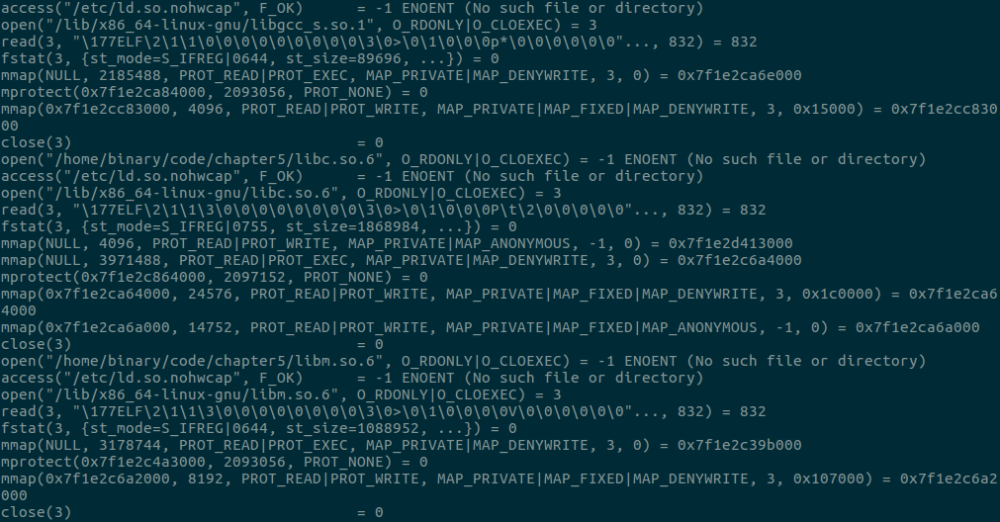 access("/etc/ld.so.nohwcap", F_OK)      = -1 ENOENT (No such file or directory)
open("/lib/x86_64-linux-gnu/libgcc_s.so.1", O_RDONLY|O_CLOEXEC) = 3
read(3, "\177ELF\2\1\1\0\0\0\0\0\0\0\0\0\3\0>\0\1\0\0\0p*\0\0\0\0\0\0"..., 832) = 832
fstat(3, {st_mode=S_IFREG|0644, st_size=89696, ...}) = 0
mmap(NULL, 2185488, PROT_READ|PROT_EXEC, MAP_PRIVATE|MAP_DENYWRITE, 3, 0) = 0x7f1e2ca6e000
mprotect(0x7f1e2ca84000, 2093056, PROT_NONE) = 0
mmap(0x7f1e2cc83000, 4096, PROT_READ|PROT_WRITE, MAP_PRIVATE|MAP_FIXED|MAP_DENYWRITE, 3, 0x15000) = 0x7f1e2cc830
00
close(3)                                = 0
open("/home/binary/code/chapter5/libc.so.6", O_RDONLY|O_CLOEXEC) = -1 ENOENT (No such file or directory)
access("/etc/ld.so.nohwcap", F_OK)      = -1 ENOENT (No such file or directory)
open("/lib/x86_64-linux-gnu/libc.so.6", O_RDONLY|O_CLOEXEC) = 3
read(3, "\177ELF\2\1\1\3\0\0\0\0\0\0\0\0\3\0>\0\1\0\0\0P\t\2\0\0\0\0\0"..., 832) = 832
fstat(3, {st_mode=S_IFREG|0755, st_size=1868984, ...}) = 0
mmap(NULL, 4096, PROT_READ|PROT_WRITE, MAP_PRIVATE|MAP_ANONYMOUS, -1, 0) = 0x7f1e2d413000
mmap(NULL, 3971488, PROT_READ|PROT_EXEC, MAP_PRIVATE|MAP_DENYWRITE, 3, 0) = 0x7f1e2c6a4000
mprotect(0x7f1e2c864000, 2097152, PROT_NONE) = 0
mmap(0x7f1e2ca64000, 24576, PROT_READ|PROT_WRITE, MAP_PRIVATE|MAP_FIXED|MAP_DENYWRITE, 3, 0x1c0000) = 0x7f1e2ca6
4000
mmap(0x7f1e2ca6a000, 14752, PROT_READ|PROT_WRITE, MAP_PRIVATE|MAP_FIXED|MAP_ANONYMOUS, -1, 0) = 0x7f1e2ca6a000
close(3)                                = 0
open("/home/binary/code/chapter5/libm.so.6", O_RDONLY|O_CLOEXEC) = -1 ENOENT (No such file or directory)
access("/etc/ld.so.nohwcap", F_OK)      = -1 ENOENT (No such file or directory)
open("/lib/x86_64-linux-gnu/libm.so.6", O_RDONLY|O_CLOEXEC) = 3
read(3, "\177ELF\2\1\1\3\0\0\0\0\0\0\0\0\3\0>\0\1\0\0\0\0V\0\0\0\0\0\0"..., 832) = 832
fstat(3, {st_mode=S_IFREG|0644, st_size=1088952, ...}) = 0
mmap(NULL, 3178744, PROT_READ|PROT_EXEC, MAP_PRIVATE|MAP_DENYWRITE, 3, 0) = 0x7f1e2c39b000
mprotect(0x7f1e2c4a3000, 2093056, PROT_NONE) = 0
mmap(0x7f1e2c6a2000, 8192, PROT_READ|PROT_WRITE, MAP_PRIVATE|MAP_FIXED|MAP_DENYWRITE, 3, 0x107000) = 0x7f1e2c6a2
000
close(3)                                = 0